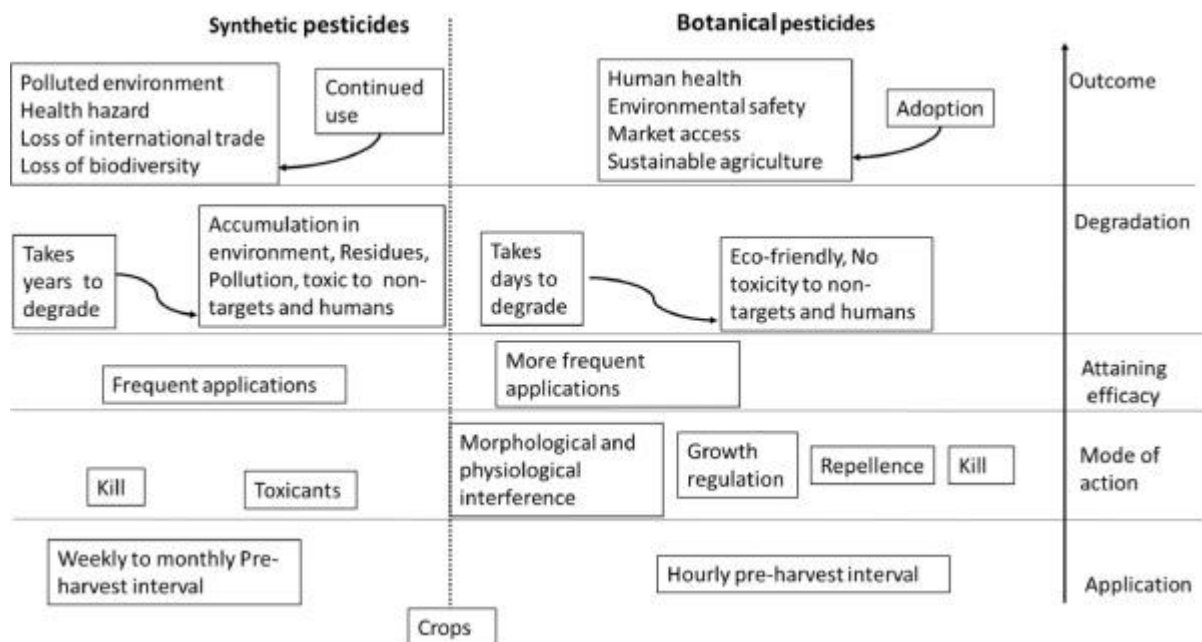 Synthetic pesticides
Botanical pesticides
Polluted environment
Health hazard
Loss of international trade
Loss of biodiversity
Continued
use
Human health
Environmental safety
Market access
Sustainable agriculture
Adoption
Outcome
Takes
years to
degrade
Accumulation in
environment, Residues,
Pollution, toxic to non-
targets and humans
Takes
days to
degrade
Eco-friendly, No
toxicity to non-
targets and humans
Degradation
Frequent applications
More frequent
applications
Attaining
efficacy
Kill
Toxicants
Morphological and
physiological
interference
Growth
regulation
Repellence
Kill
Mode of
action
Weekly to monthly Pre-
harvest interval
Hourly pre-harvest interval
Application
Crops